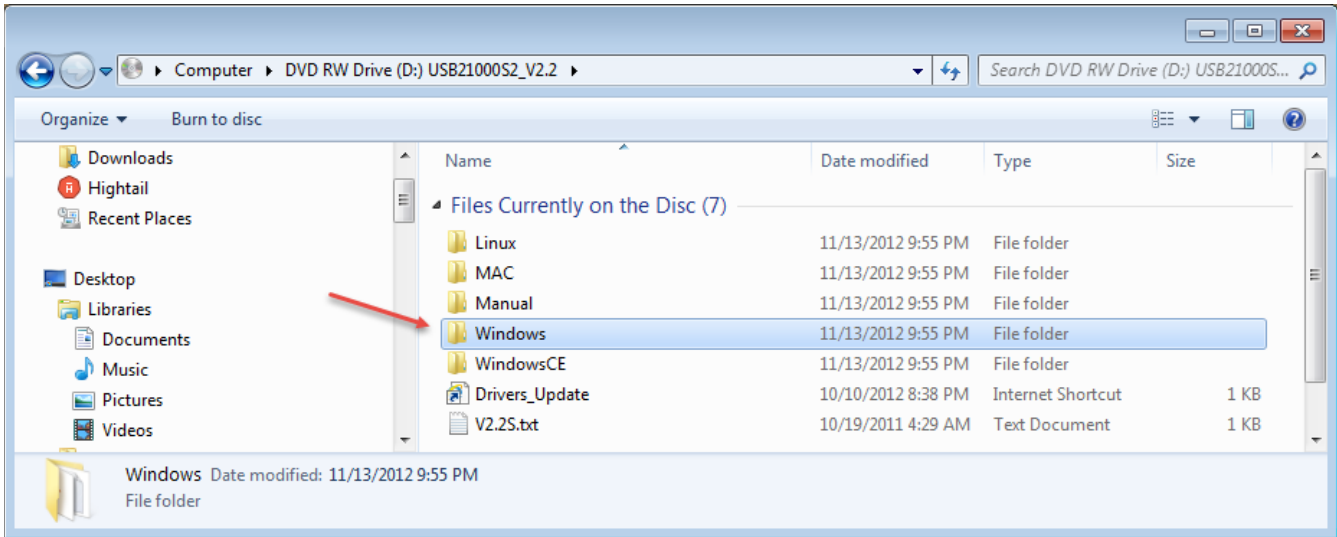 Computer DVD RW Drive (D:) USB21000S2_V2.2 Search DVD RW Drive (D:) USB21000S...
Organize Burn to disc
Downloads
Hightail
Recent Places
Desktop
Libraries
Documents
Music
Pictures
Videos
Name Date modified Type Size
Files Currently on the Disc (7)
Linux 11/13/2012 9:55 PM File folder
MAC 11/13/2012 9:55 PM File folder
Manual 11/13/2012 9:55 PM File folder
Windows 11/13/2012 9:55 PM File folder
WindowsCE 11/13/2012 9:55 PM File folder
Drivers_Update 10/10/2012 8:38 PM Internet Shortcut 1 KB
V2.2S.txt 10/19/2011 4:29 AM Text Document 1 KB
Windows Date modified: 11/13/2012 9:55 PM
File folder